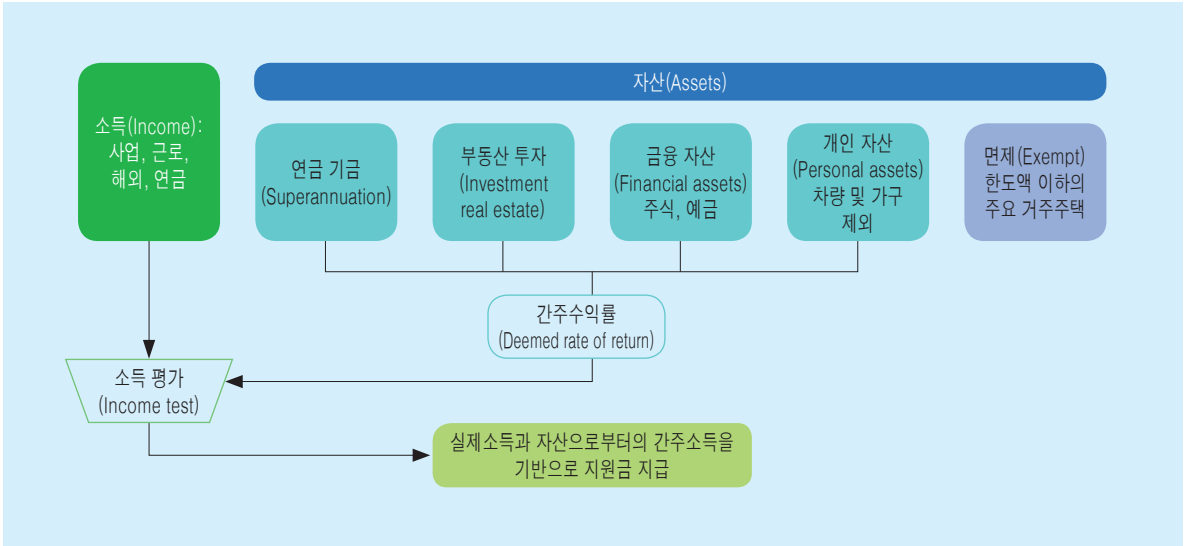 자산(Assets)
소득(Income):
사업, 근로,
해외, 연금
연금 기금
(Superannuation)
부동산 투자
(Investment
real estate)
금융 자산
(Financial assets)
주식, 예금
개인 자산
(Personal assets)
차량 및 가구
제외
면제(Exempt)
한도액 이하의
주요 거주주택
간주수익률
(Deemed rate of return)
소득 평가
(Income test)
실제소득과 자산으로부터의 간주소득을
기반으로 지원금 지급